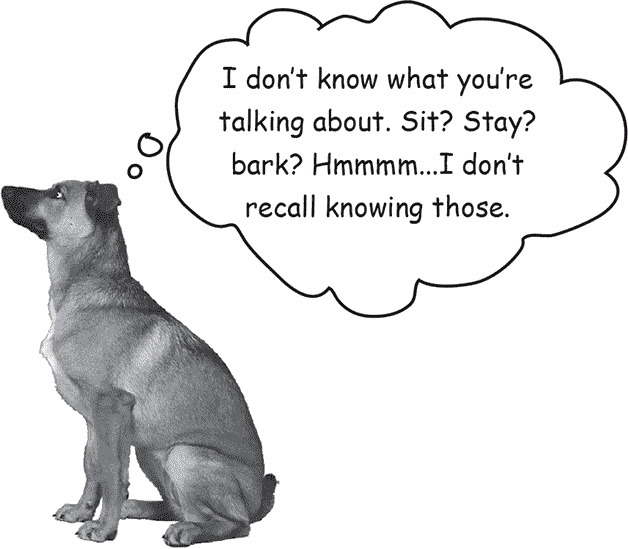 I don't know what you're
talking about. Sit? Stay?
bark? Hmmmm...I don't
recall knowing those.